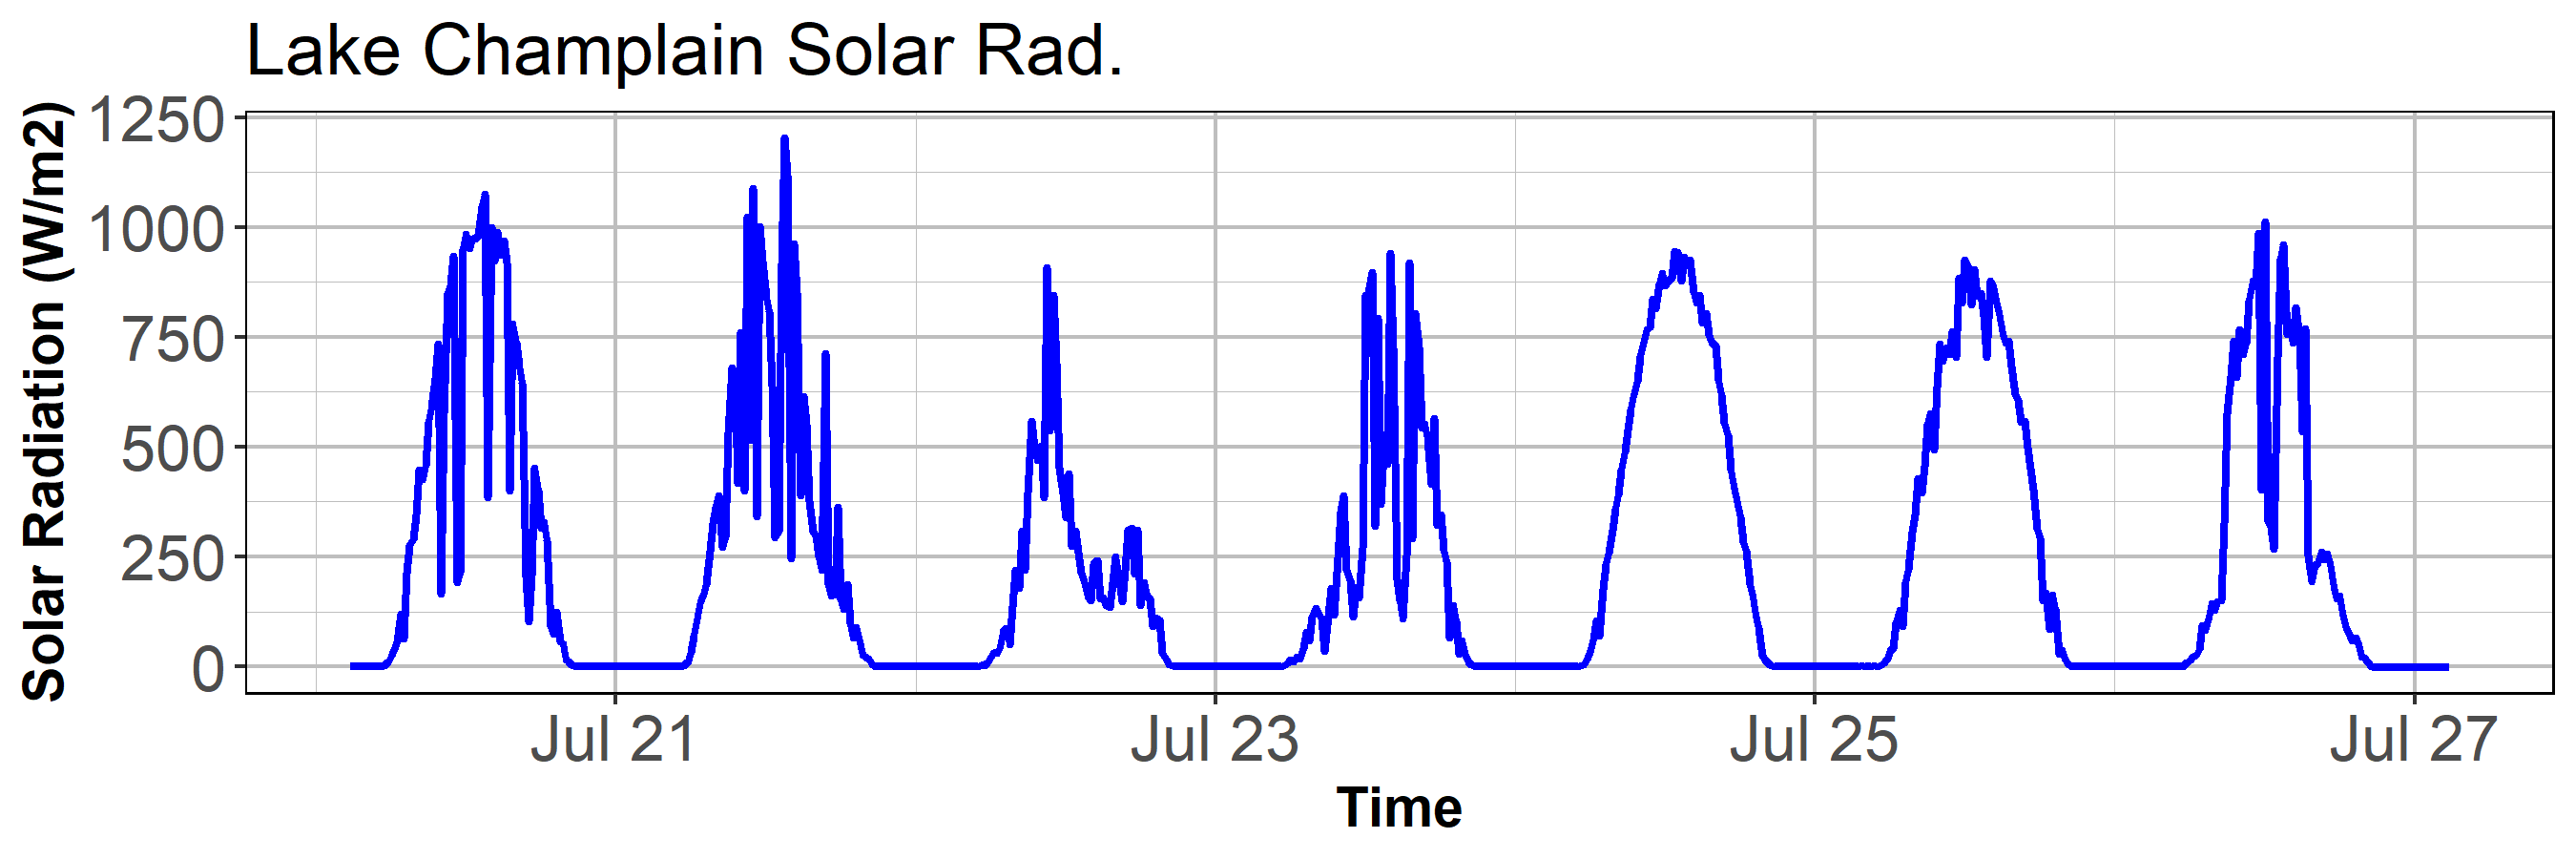 Lake Champlain Solar Rad.
Solar Radiation (W/m2)
1250
1000
750
500
250
0
Jul 21 Jul 23 Jul 25 Jul 27
Time